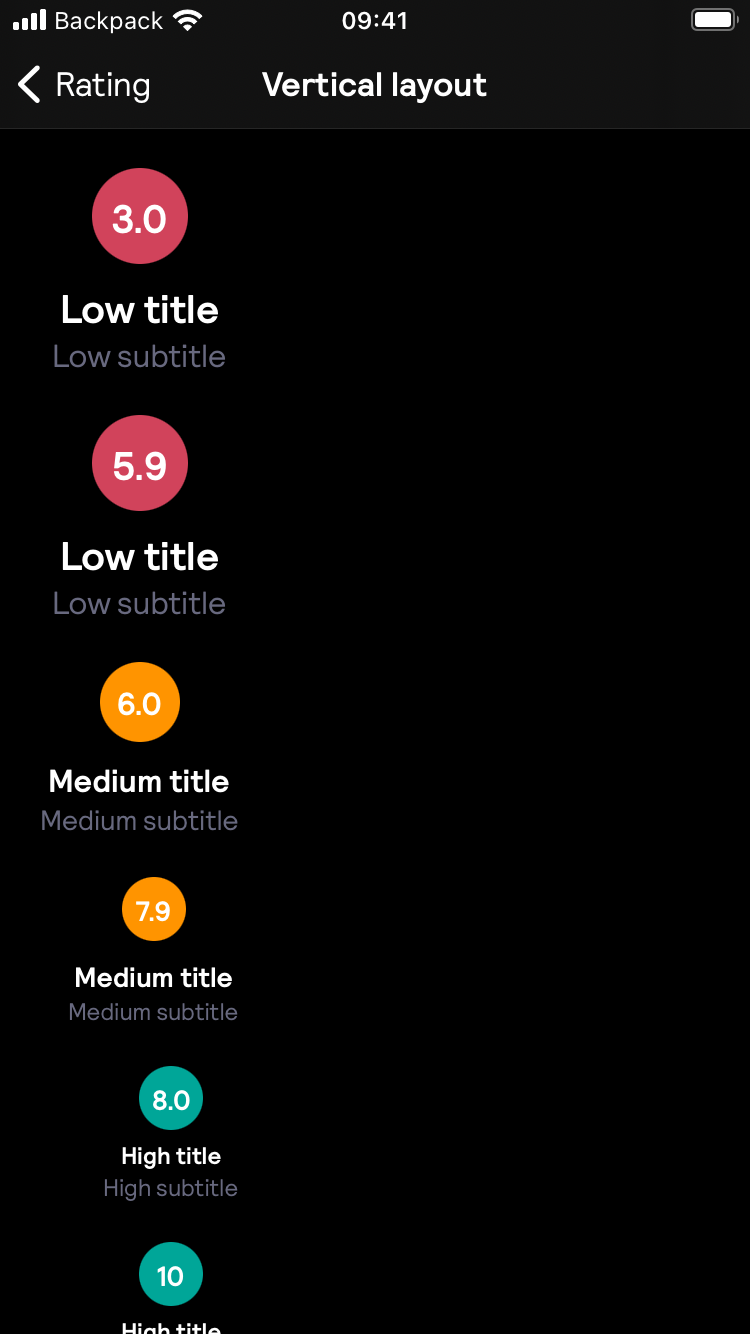 Backpack 09:41
Rating Vertical layout
3.0
Low title
Low subtitle
5.9
Low title
Low subtitle
6.0
Medium title
Medium subtitle
7.9
Medium title
Medium subtitle
8.0
High title
High subtitle
10
High title